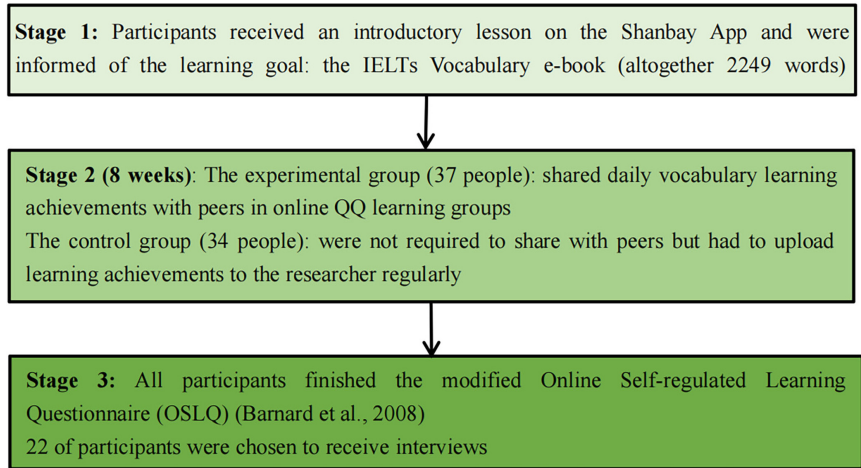 Stage 1: Participants received an introductory lesson on the Shanbay App and were
informed of the learning goal: the IELTs Vocabulary e-book (altogether 2249 words)
Stage 2 (8 weeks): The experimental group (37 people): shared daily vocabulary learning
achievements with peers in online QQ learning groups
The control group (34 people): were not required to share with peers but had to upload
learning achievements to the researcher regularly
Stage 3: All participants finished the modified Online Self-regulated Learning
Questionnaire (OSLQ) (Barnard et al., 2008)
22 of participants were chosen to receive interviews